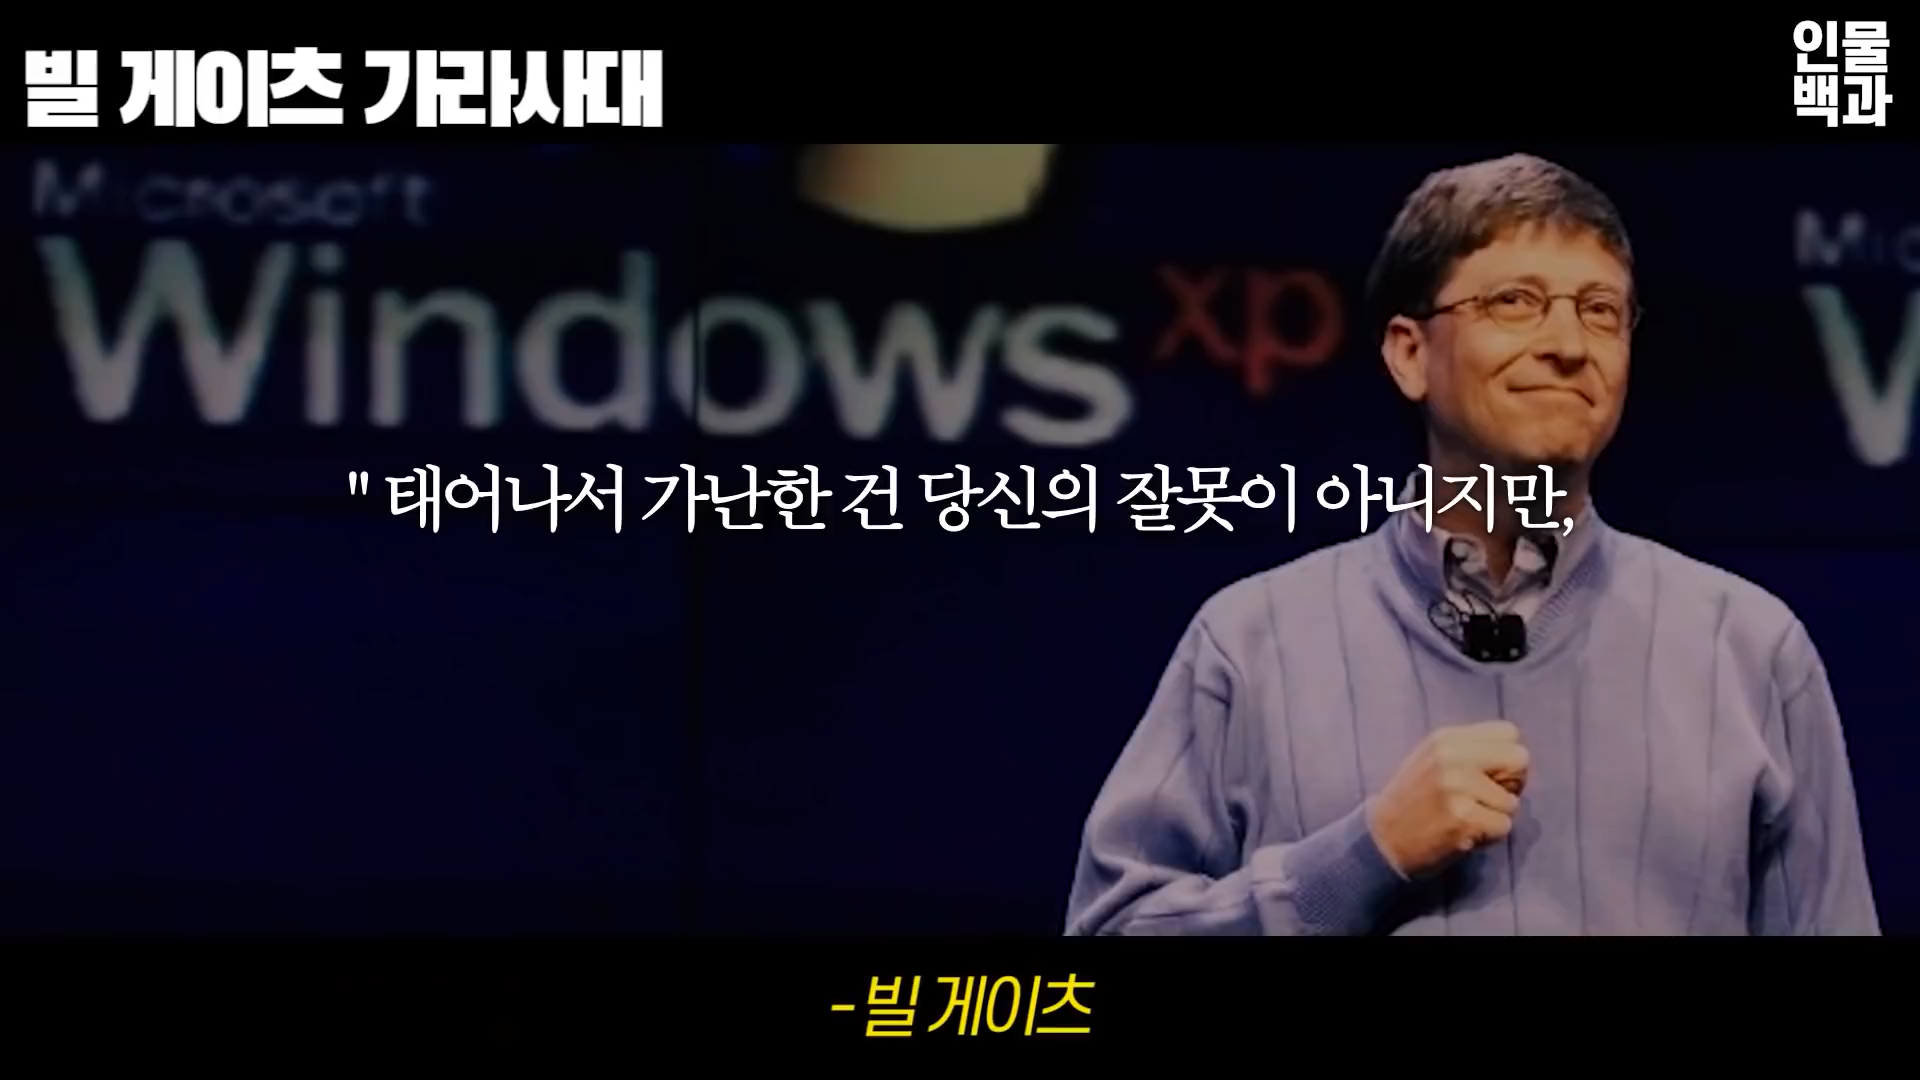 빌 게이츠 가라사대
인물
백과
Microsoft
Windows xp
Mic
W
" 태어나서 가난한 건 당신의 잘못이 아니지만,
- 빌 게이츠